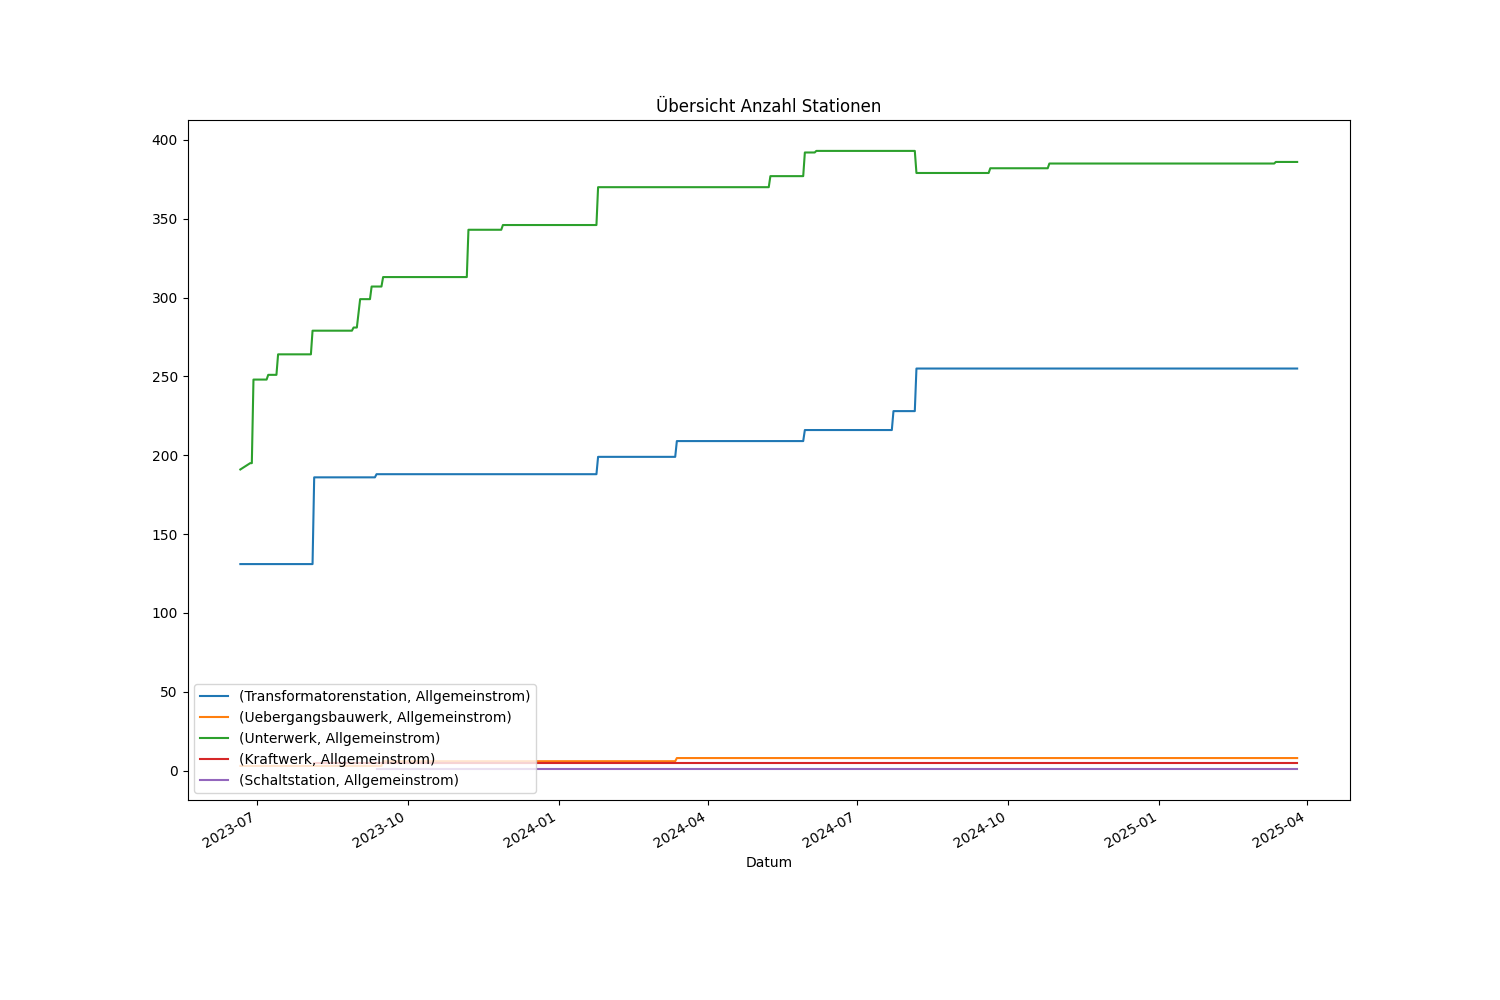 Übersicht Anzahl Stationen
400
350
300
250
200
150
100
50
0
(Transformatorenstation, Allgemeinstrom)
(Uebergangsbauwerk, Allgemeinstrom)
(Unterwerk, Allgemeinstrom)
(Kraftwerk, Allgemeinstrom)
(Schaltstation, Allgemeinstrom)
2023-07
2023-10
2024-01
2024-04
2024-07
2024-10
2025-01
2025-04
Datum